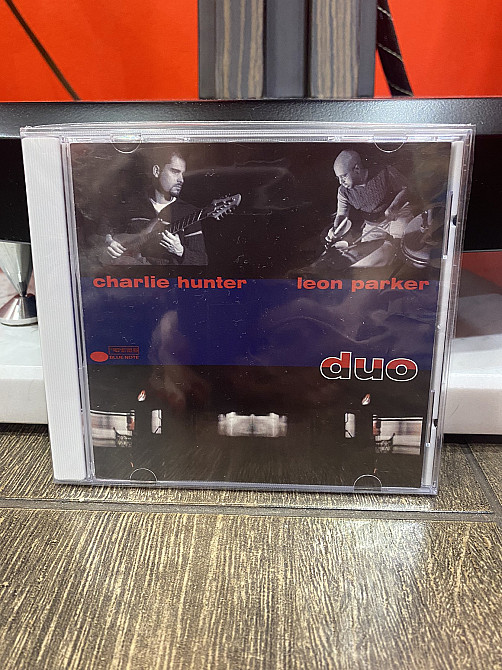 charlie hunter
leon parker
BLUE NOTE
duo